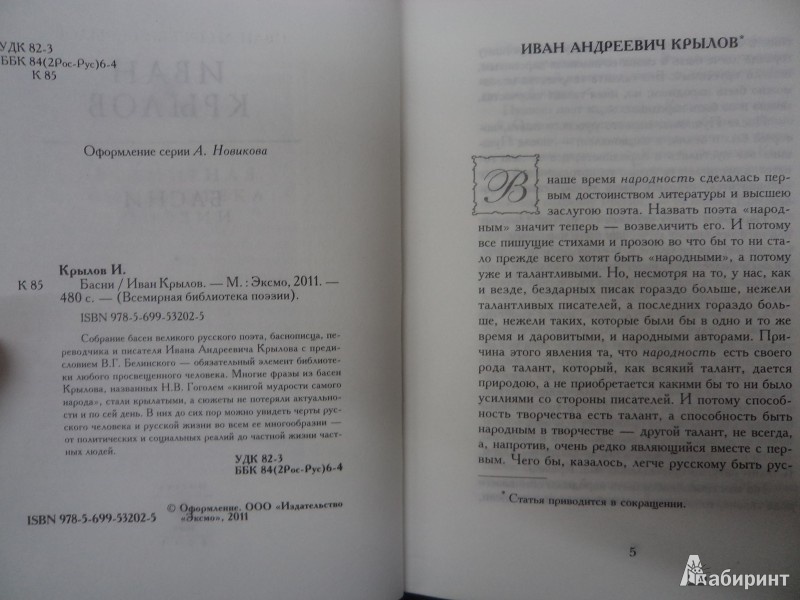 УДК 82-3
ББК 84(2Рос-Рус)6-4
К 85
Оформление серии А. Новикова
Крылов И.
К 85 Басни / Иван Крылов. — М. : Эксмо, 2011. —
480 с. — (Всемирная библиотека поэзии).
ISBN 978-5-699-53202-5
Собрание басен великого русского поэта, баснописца, пе-
реводчика и писателя Ивана Андреевича Крылова с преди-
словием В.Г. Белинского – обязательный элемент библиотеки
любого просвещенного человека. Многие фразы из басен
Крылова, названных Н.В. Гоголем «книгой мудрости самого
народа», стали крылатыми, а сюжеты не потеряли актуально-
сти и по сей день. В них до сих пор можно увидеть черты рус-
ского человека и русской жизни во всем ее многообразии —
от политических и социальных реалий до частной жизни част-
ных людей.
УДК 82-3
ББК 84(2Рос-Рус)6-4
© Оформление. ООО «Издательство
«Эксмо», 2011
ISBN 978-5-699-53202-5
ИВАН АНДРЕЕВИЧ КРЫЛОВ*
В наше время народность сделалась пер-
вым достоинством литературы и высшею
заслугою поэта. Назвать поэта «народ-
ным» значит теперь — возвеличить его. И потому
все пишущие стихами и прозою во что бы то ни ста-
ло прежде всего хотят быть «народными», а потому
уже и талантливыми. Но, несмотря на то, у нас, как
и везде, бездарных писак гораздо больше, нежели
талантливых писателей, а последних гораздо боль-
ше, нежели таких, которые были бы в одно и то же
время и даровитыми, и народными авторами. При-
чина этого явления та, что народность есть своего
рода талант, который, как всякий талант, дается
природою, а не приобретается какими бы то ни было
усилиями со стороны писателей. И потому способ-
ность творчества есть талант, а способность быть
народным в творчестве — другой талант, не всегда,
а, напротив, очень редко являющийся вместе с пер-
вым. Чего бы, казалось, легче русскому быть рус-
* Статья приводится в сокращении.
5
Лабиринт